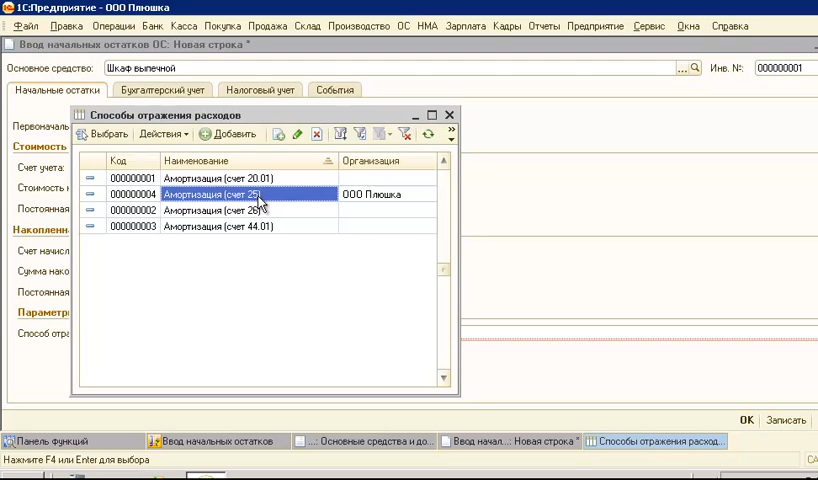 1С:Предприятие - ООО Плюшка
Файл Правка Операции Банк Касса Покупка Продажа Склад Производство ОС НМА Зарплата Кадры Отчеты Предприятие Сервис Окна Справка
Ввод начальных остатков ОС: Новая строка *
Основное средство: Шкаф выпечной ... Инв. №: 000000001
Начальные остатки Бухгалтерский учет Налоговый учет События
Способы отражения расходов
Первоначаль
Выбрать Действия Добавить
Стоимость
Код Наименование Организация
Счет учета:
000000001 Амортизация (счет 20.01)
Стоимость н
000000004 Амортизация (счет 25) ООО Плюшка
Постоянная
000000002 Амортизация (счет 26)
Накоплен
000000003 Амортизация (счет 44.01)
Счет начисл
Сумма нако
Постоянная
Параметр
Способ отра
OK Записать
Панель функций Ввод начальных остатков ...: Основные средства и до... Ввод начал...: Новая строка * Способы отражения расход...
Нажмите F4 или Enter для выбора